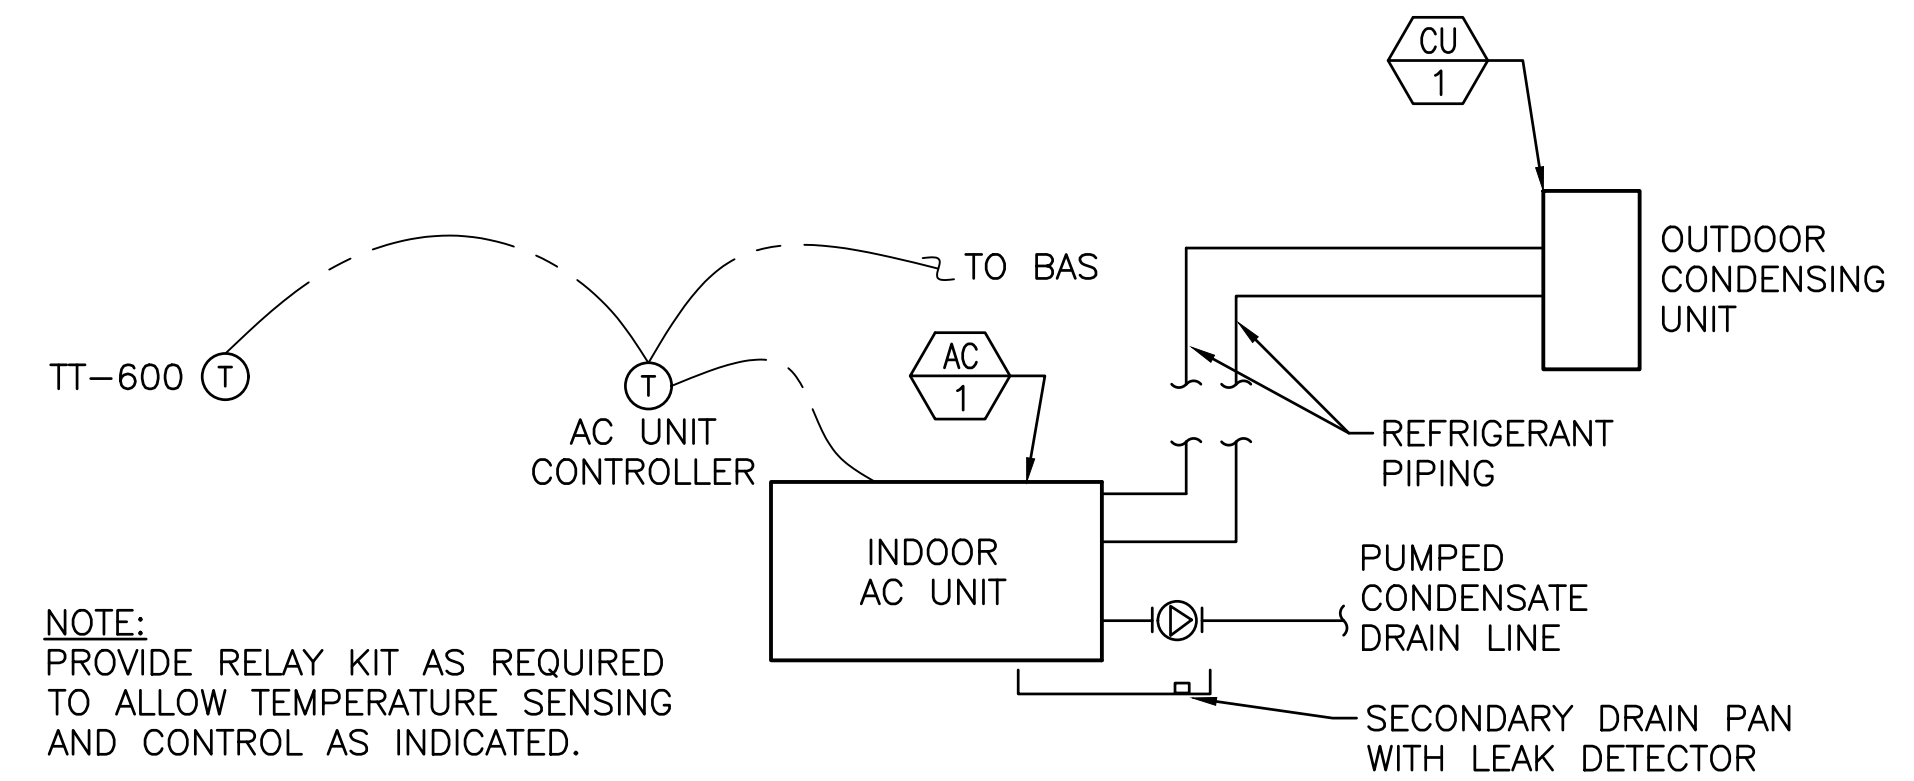 CU
1
OUTDOOR
CONDENSING
UNIT
TO BAS
TT-600
T
T
AC UNIT
CONTROLLER
AC
1
REFRIGERANT
PIPING
INDOOR
AC UNIT
PUMPED
CONDENSATE
DRAIN LINE
NOTE:
PROVIDE RELAY KIT AS REQUIRED
TO ALLOW TEMPERATURE SENSING
AND CONTROL AS INDICATED.
SECONDARY DRAIN PAN
WITH LEAK DETECTOR